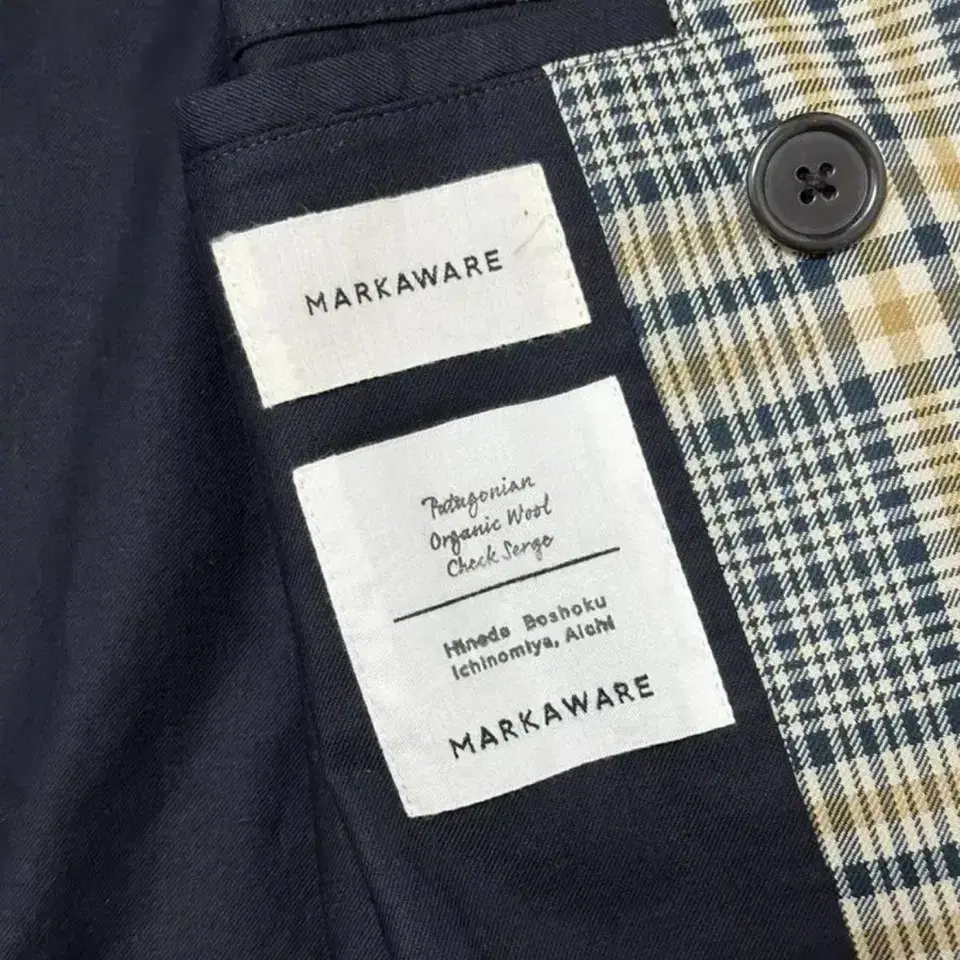 MARKAWARE
Patagonian
Organic Wool
Check Serge
Hineda Boshoku
Ichinomiya, Aichi
MARKAWARE